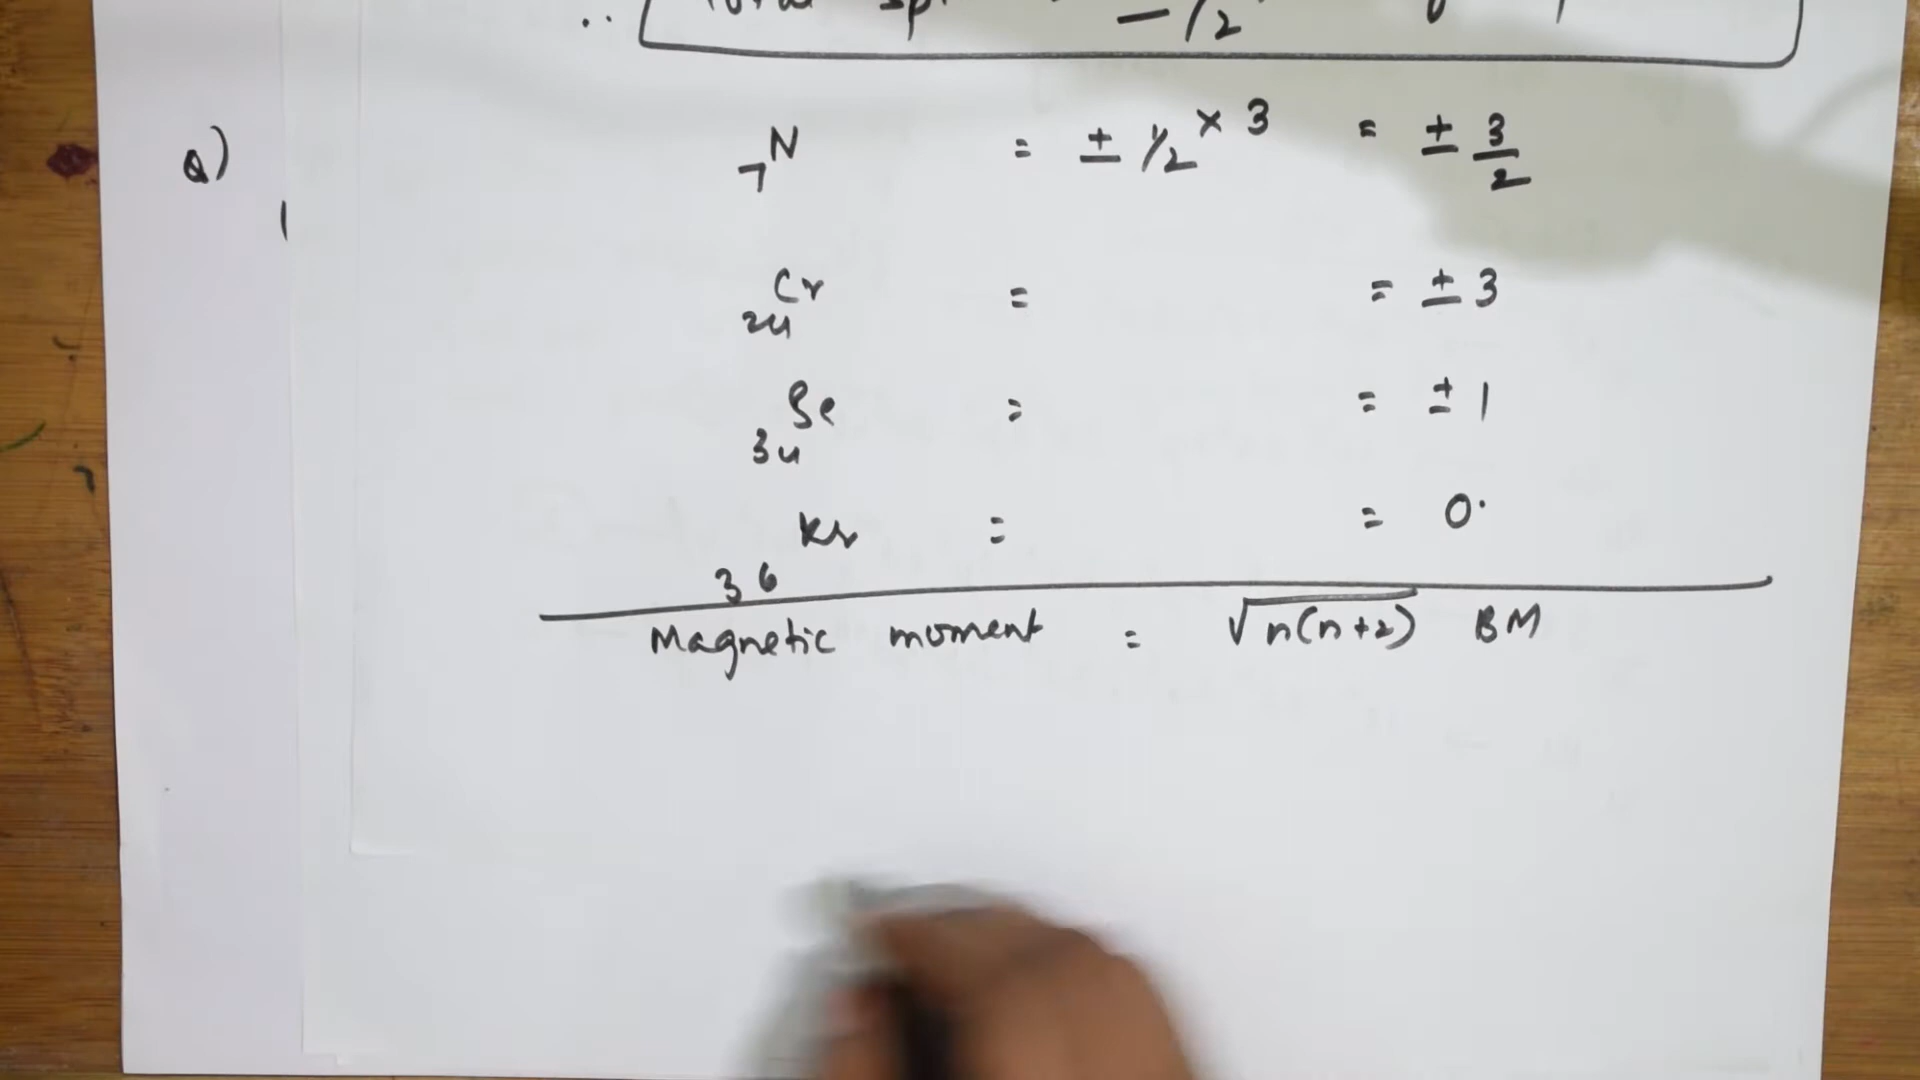 Q) 7N = ± 1/2 × 3 = ± 3/2
24Cr = = ± 3
34Se = = ± 1
36Kr = = 0.
Magnetic moment = √n(n+2) BM